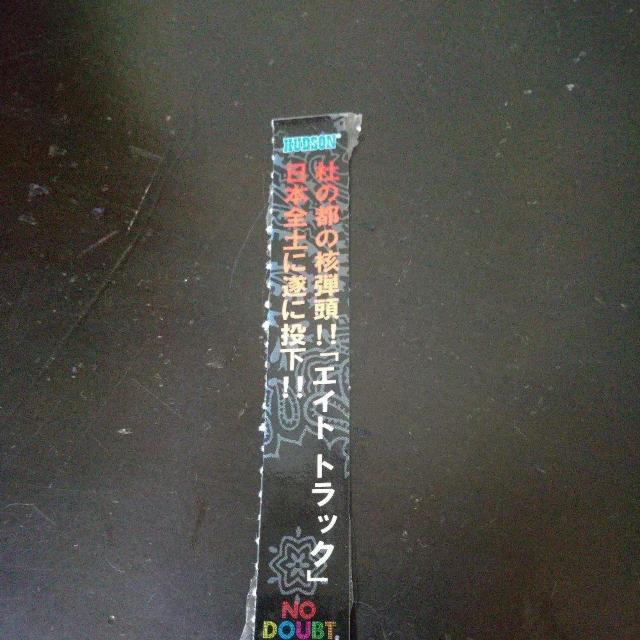 HUDSON
杜の都の核弾頭!!「エイト トラック」
日本全土に遂に投下!!
NO
DOUBT.